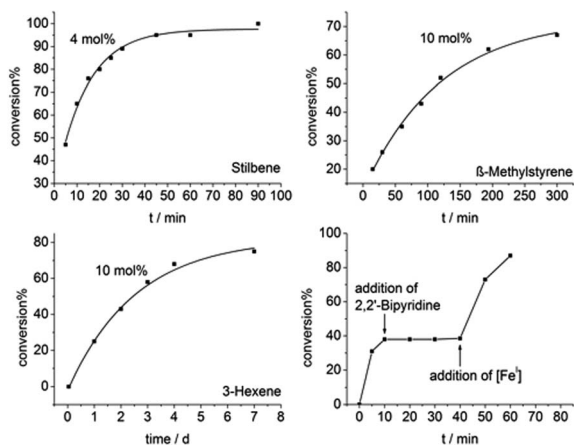 conversion%
100
90
80
70
60
50
40
30
4 mol%
Stilbene
0 10 20 30 40 50 60 70 80 90 100
t / min
conversion%
70
60
50
40
30
20
10 mol%
ß-Methylstyrene
0 50 100 150 200 250 300
t / min
conversion%
80
60
40
20
0
10 mol%
3-Hexene
0 1 2 3 4 5 6 7 8
time / d
conversion%
100
80
60
40
20
0
addition of
2,2'-Bipyridine
addition of [Feᴵ]
0 10 20 30 40 50 60 70 80
t / min